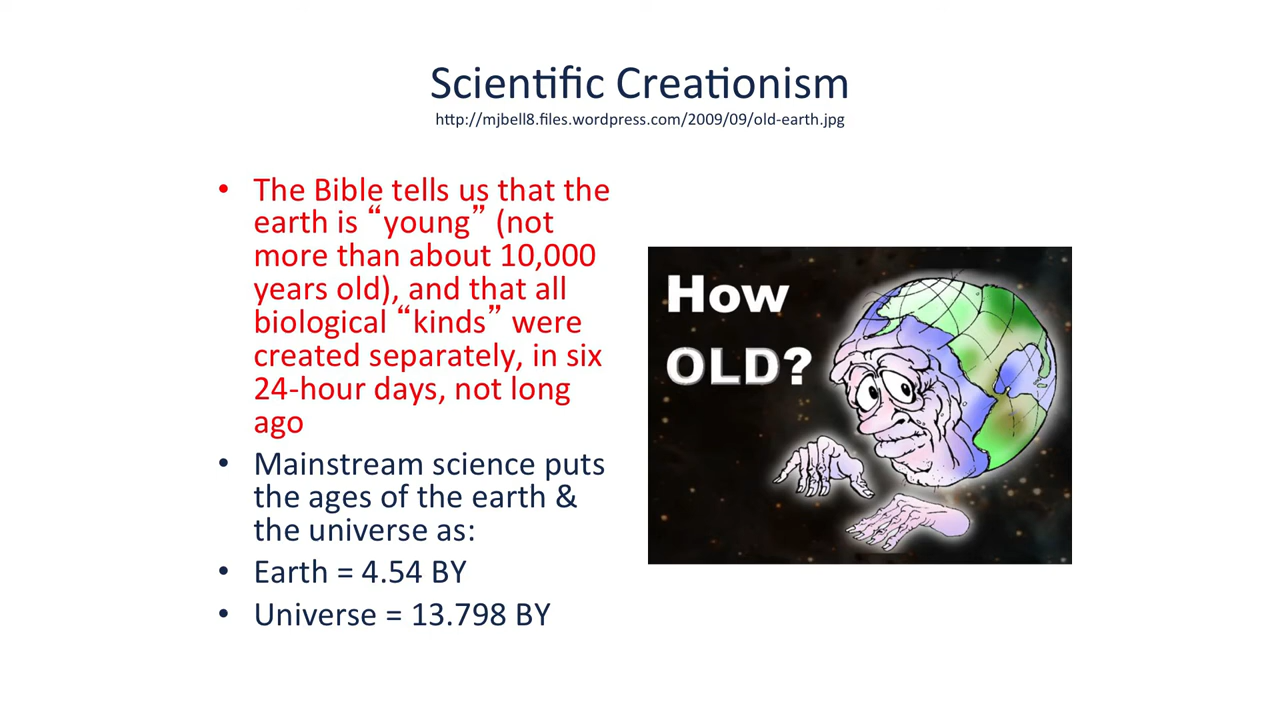 Scientific Creationism
http://mjbell8.files.wordpress.com/2009/09/old-earth.jpg
• The Bible tells us that the
earth is “young” (not
more than about 10,000
years old), and that all
biological “kinds” were
created separately, in six
24-hour days, not long
ago
• Mainstream science puts
the ages of the earth &
the universe as:
• Earth = 4.54 BY
• Universe = 13.798 BY
How
OLD?